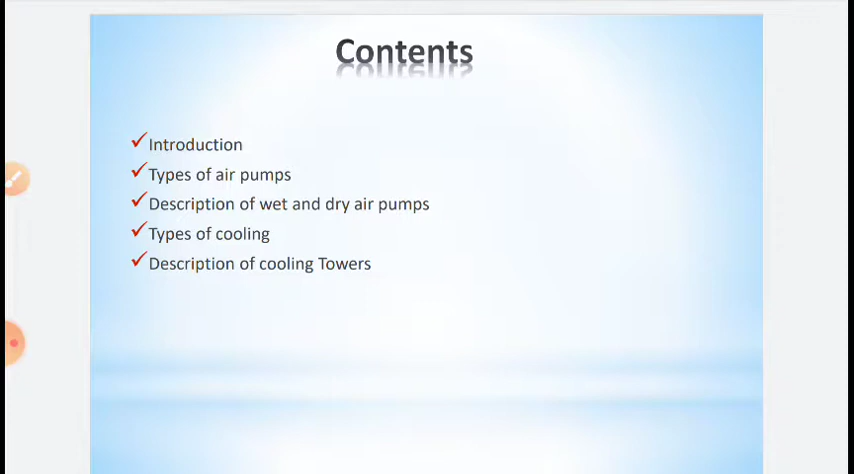 Contents
Introduction
Types of air pumps
Description of wet and dry air pumps
Types of cooling
Description of cooling Towers